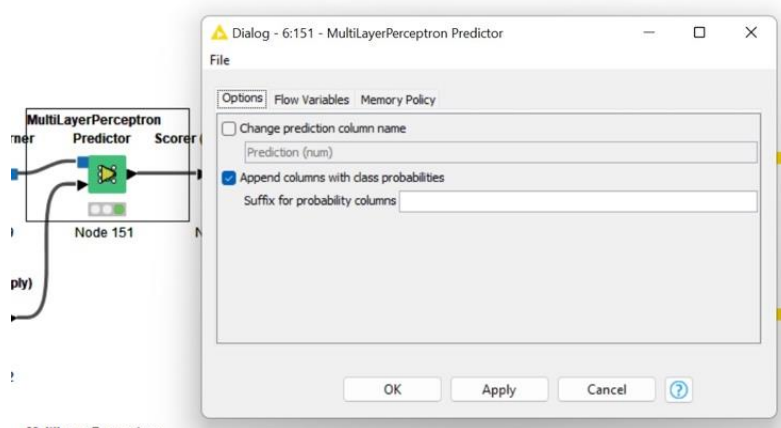 Dialog - 6:151 - MultiLayerPerceptron Predictor
File
Options Flow Variables Memory Policy
Change prediction column name
Prediction (num)
Append columns with class probabilities
Suffix for probability columns
OK Apply Cancel ?
MultiLayerPerceptron
rner Predictor Scorer (
Node 151 N
ply)